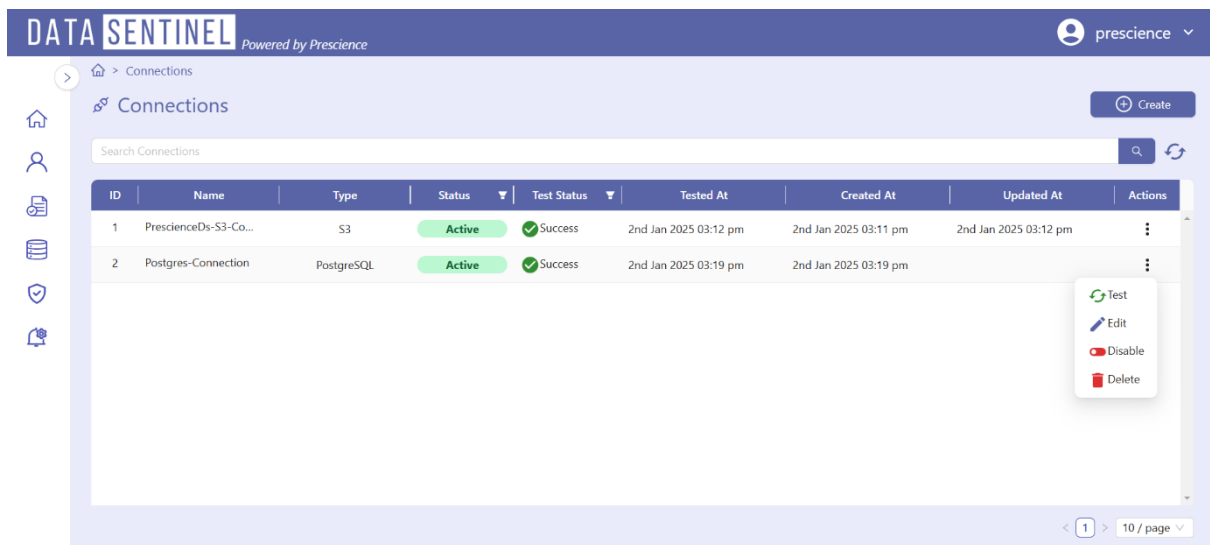 DATA SENTINEL Powered by Prescience
prescience
> Connections
Connections
Create
Search Connections
ID Name Type Status Test Status Tested At Created At Updated At Actions
1 PrescienceDs-S3-Co... S3 Active Success 2nd Jan 2025 03:12 pm 2nd Jan 2025 03:11 pm 2nd Jan 2025 03:12 pm
2 Postgres-Connection PostgreSQL Active Success 2nd Jan 2025 03:19 pm 2nd Jan 2025 03:19 pm
Test
Edit
Disable
Delete
< 1 > 10 / page